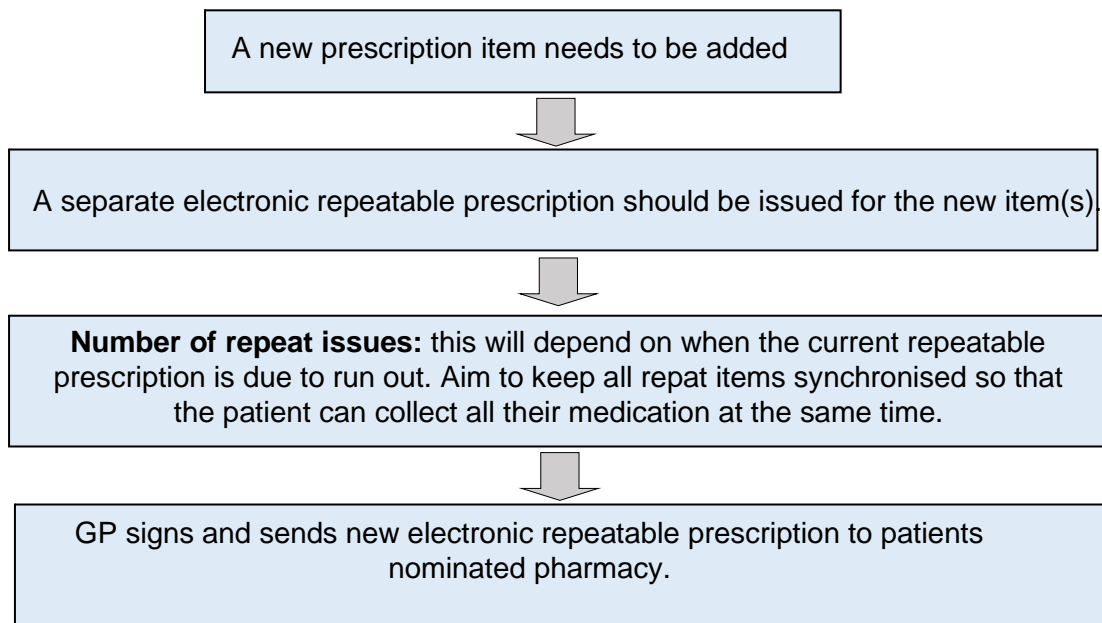 A new prescription item needs to be added
A separate electronic repeatable prescription should be issued for the new item(s).
Number of repeat issues: this will depend on when the current repeatable
prescription is due to run out. Aim to keep all repat items synchronised so that
the patient can collect all their medication at the same time.
GP signs and sends new electronic repeatable prescription to patients
nominated pharmacy.